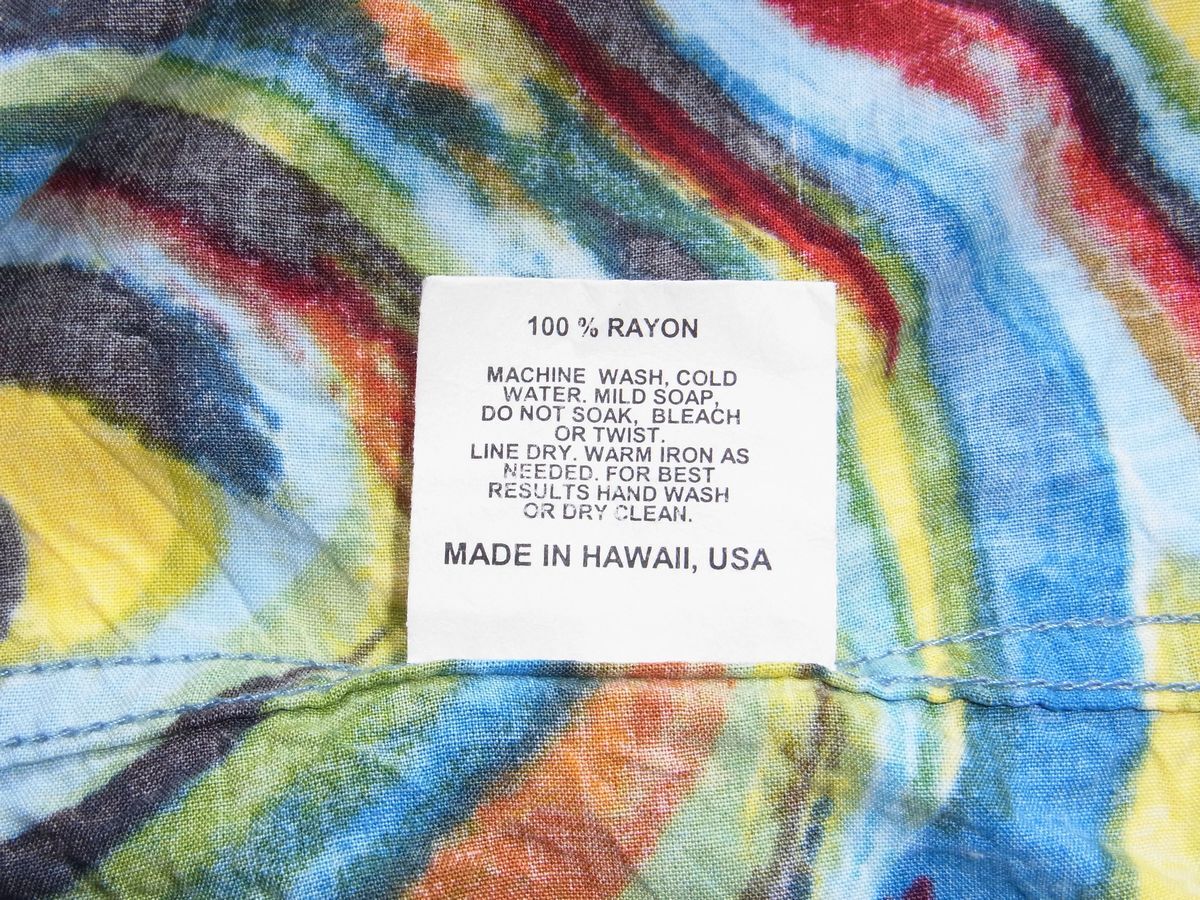 100 % RAYON
MACHINE WASH, COLD
WATER. MILD SOAP,
DO NOT SOAK, BLEACH
OR TWIST.
LINE DRY. WARM IRON AS
NEEDED. FOR BEST
RESULTS HAND WASH
OR DRY CLEAN.
MADE IN HAWAII, USA